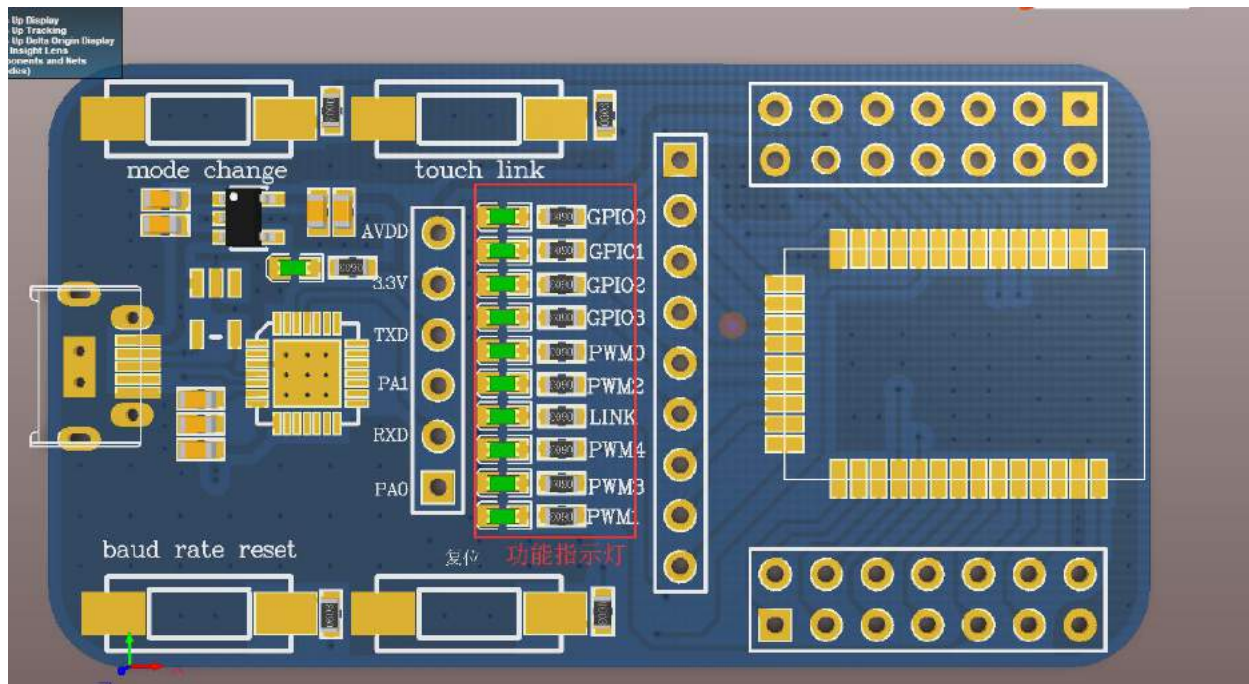 Up Display
Up Tracking
Up Delta Origin Display
Insight Lens
ponents and Nets
mode change
touch link
AVDD
3.3V
TXD
PA1
RXD
PA0
GPIO0
GPIO1
GPIO2
GPIO3
PWM0
PWM2
LINK
PWM4
PWM3
PWM1
baud rate reset
复位
功能指示灯